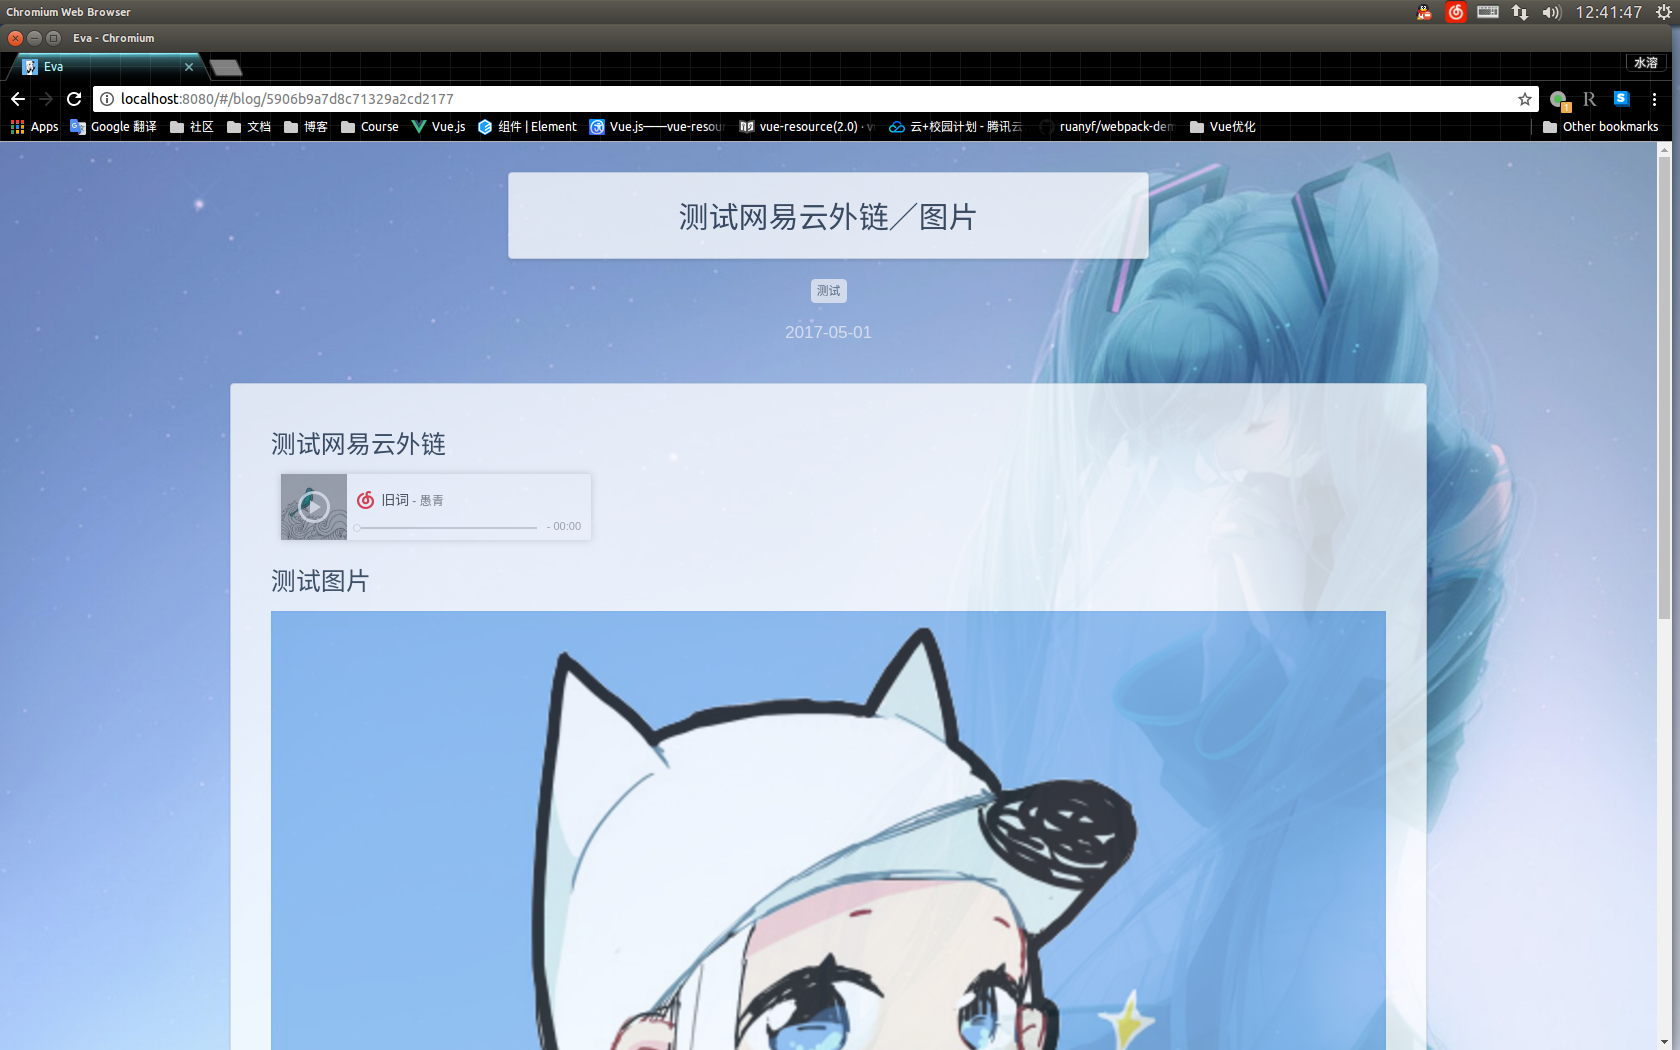 Chromium Web Browser
12:41:47
Eva - Chromium
Eva
水溶
localhost:8080/#/blog/5906b9a7d8c71329a2cd2177
1
R
S
Apps
Google 翻译
社区
文档
博客
Course
Vue.js
组件 | Element
Vue.js——vue-resour
vue-resource(2.0) · v
云+校园计划 - 腾讯云
ruanyf/webpack-dem
Vue优化
Other bookmarks
测试网易云外链／图片
测试
2017-05-01
测试网易云外链
旧词 - 愚青
- 00:00
测试图片